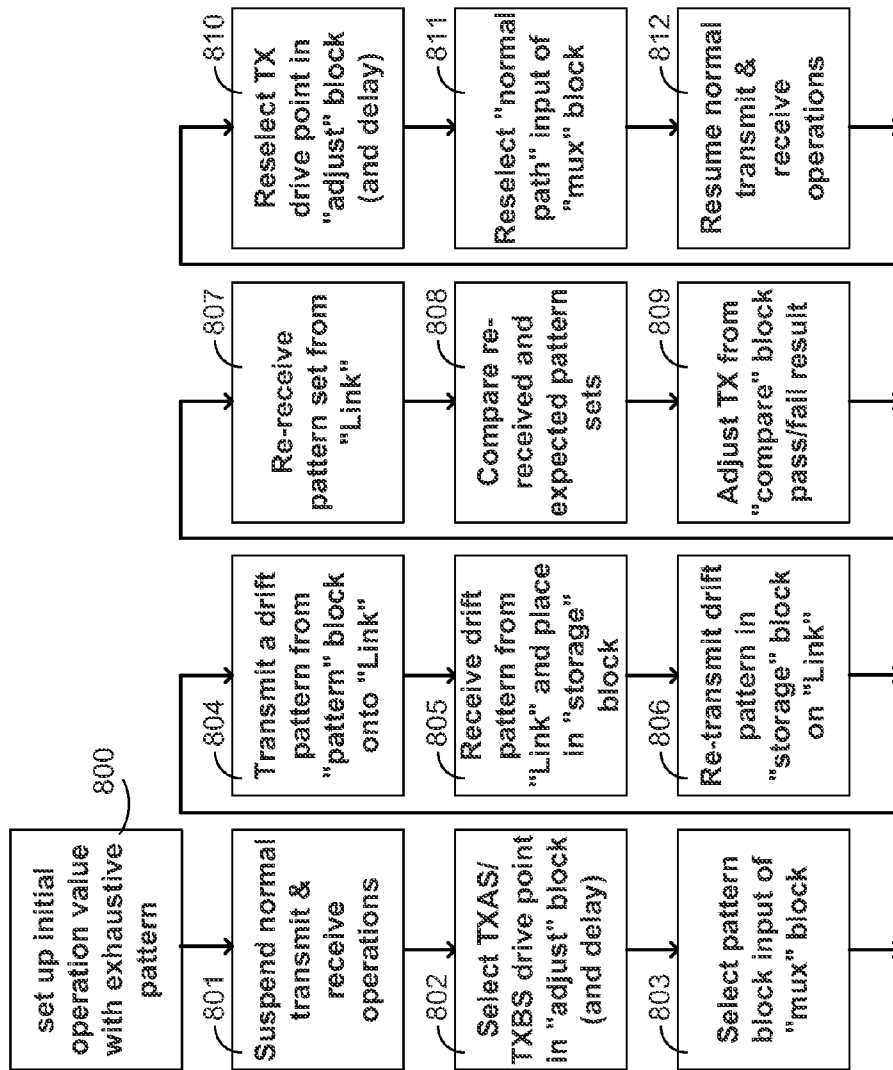 800
set up initial
operation value
with exhaustive
pattern
801
Suspend normal
transmit &
receive
operations
802
Select TXAS/
TXBS drive point
in "adjust" block
(and delay)
803
Select pattern
block input of
"mux" block
804
Transmit a drift
pattern from
"pattern" block
onto "Link"
805
Receive drift
pattern from
"Link" and place
in "storage"
block
806
Re-transmit drift
pattern in
"storage" block
on "Link"
807
Re-receive
pattern set from
"Link"
808
Compare re-
received and
expected pattern
sets
809
Adjust TX from
"compare" block
pass/fail result
810
Reselect TX
drive point in
"adjust" block
(and delay)
811
Reselect "normal
path" input of
"mux" block
812
Resume normal
transmit &
receive
operations